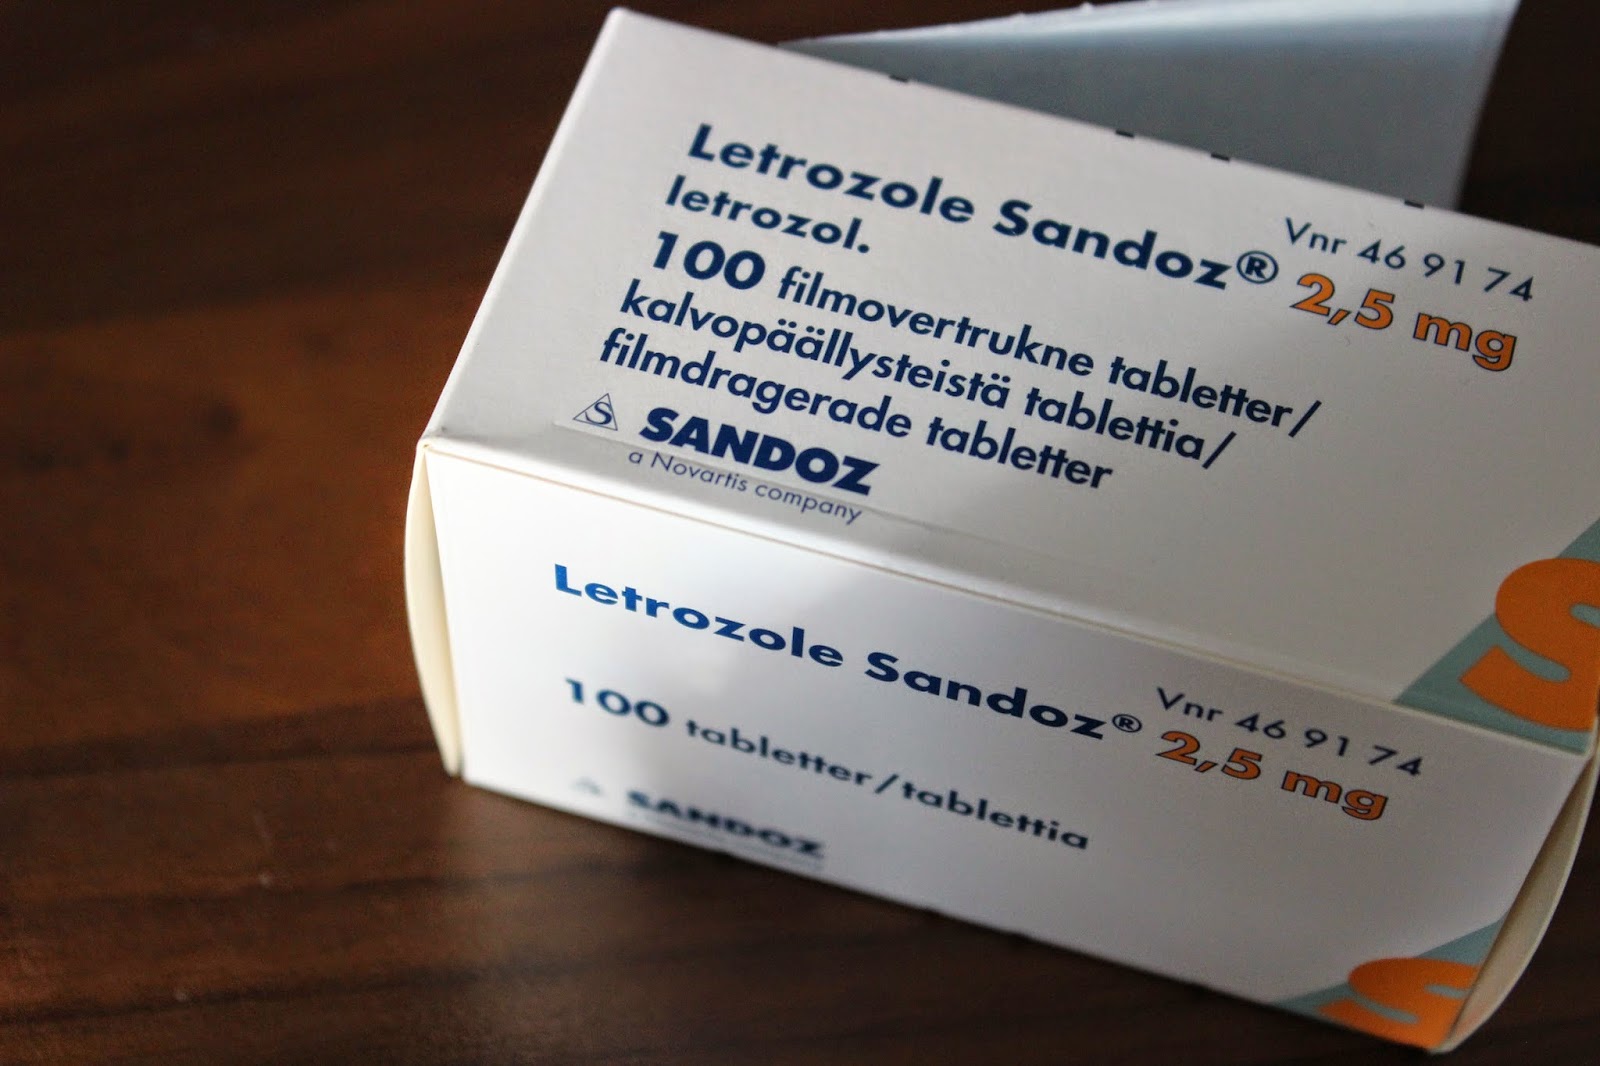 Vnr 46 91 74
Letrozole Sandoz® 2,5 mg
letrozol.
100 filmovertrukne tabletter/
kalvopäällysteistä tablettia/
filmdragerade tabletter
S SANDOZ
a Novartis company
Vnr 46 91 74
Letrozole Sandoz® 2,5 mg
100 tabletter/tablettia
SANDOZ